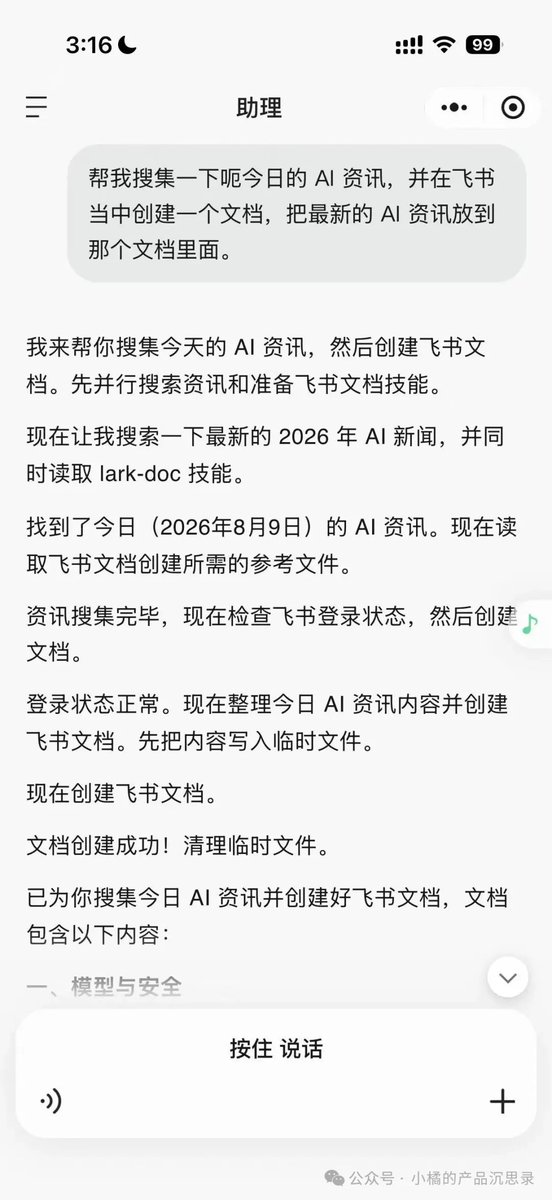 3:16
99
助理
帮我搜集一下呃今日的 AI 资讯，并在飞书
当中创建一个文档，把最新的 AI 资讯放到
那个文档里面。
我来帮你搜集今天的 AI 资讯，然后创建飞书文
档。先并行搜索资讯和准备飞书文档技能。
现在让我搜索一下最新的 2026 年 AI 新闻，并同
时读取 lark-doc 技能。
找到了今日（2026年8月9日）的 AI 资讯。现在读
取飞书文档创建所需的参考文件。
资讯搜集完毕，现在检查飞书登录状态，然后创建
文档。
登录状态正常。现在整理今日 AI 资讯内容并创建
飞书文档。先把内容写入临时文件。
现在创建飞书文档。
文档创建成功！清理临时文件。
已为你搜集今日 AI 资讯并创建好飞书文档，文档
包含以下内容：
一、模型与安全
按住 说话
公众号 · 小橘的产品沉思录